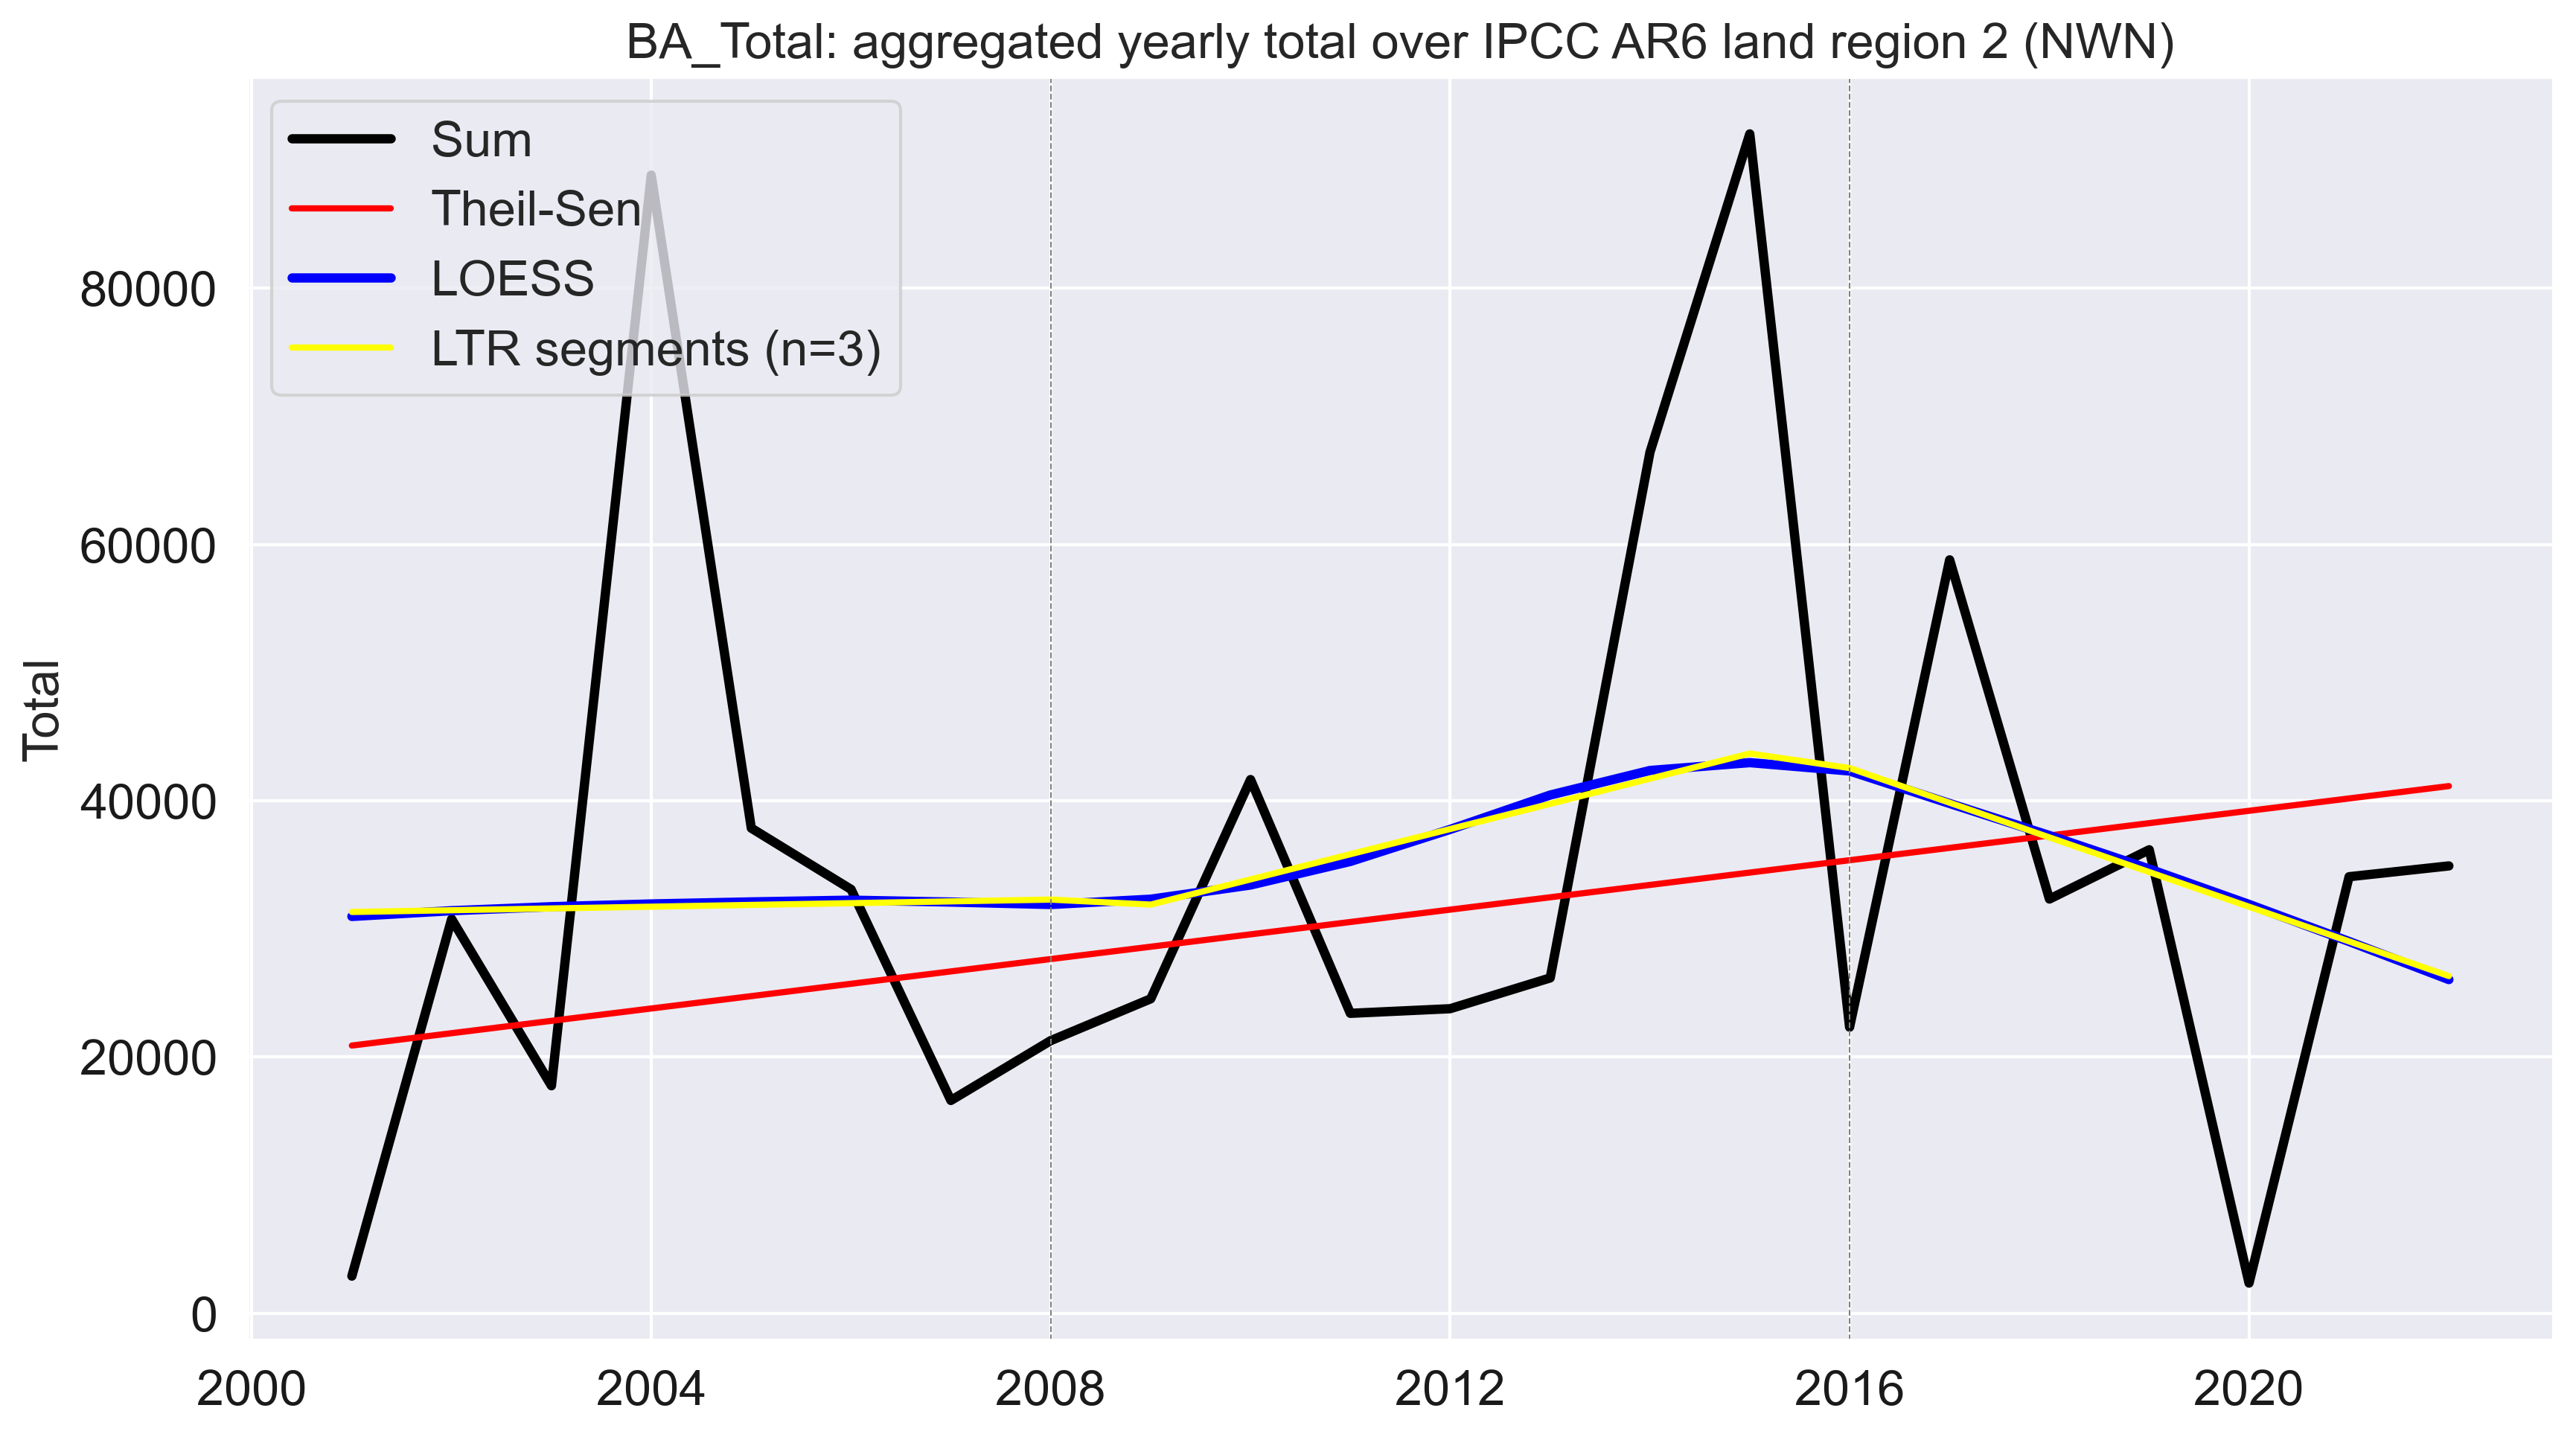 BA_Total: aggregated yearly total over IPCC AR6 land region 2 (NWN)
Sum
Theil-Sen
LOESS
LTR segments (n=3)
Total
80000
60000
40000
20000
0
2000 2004 2008 2012 2016 2020